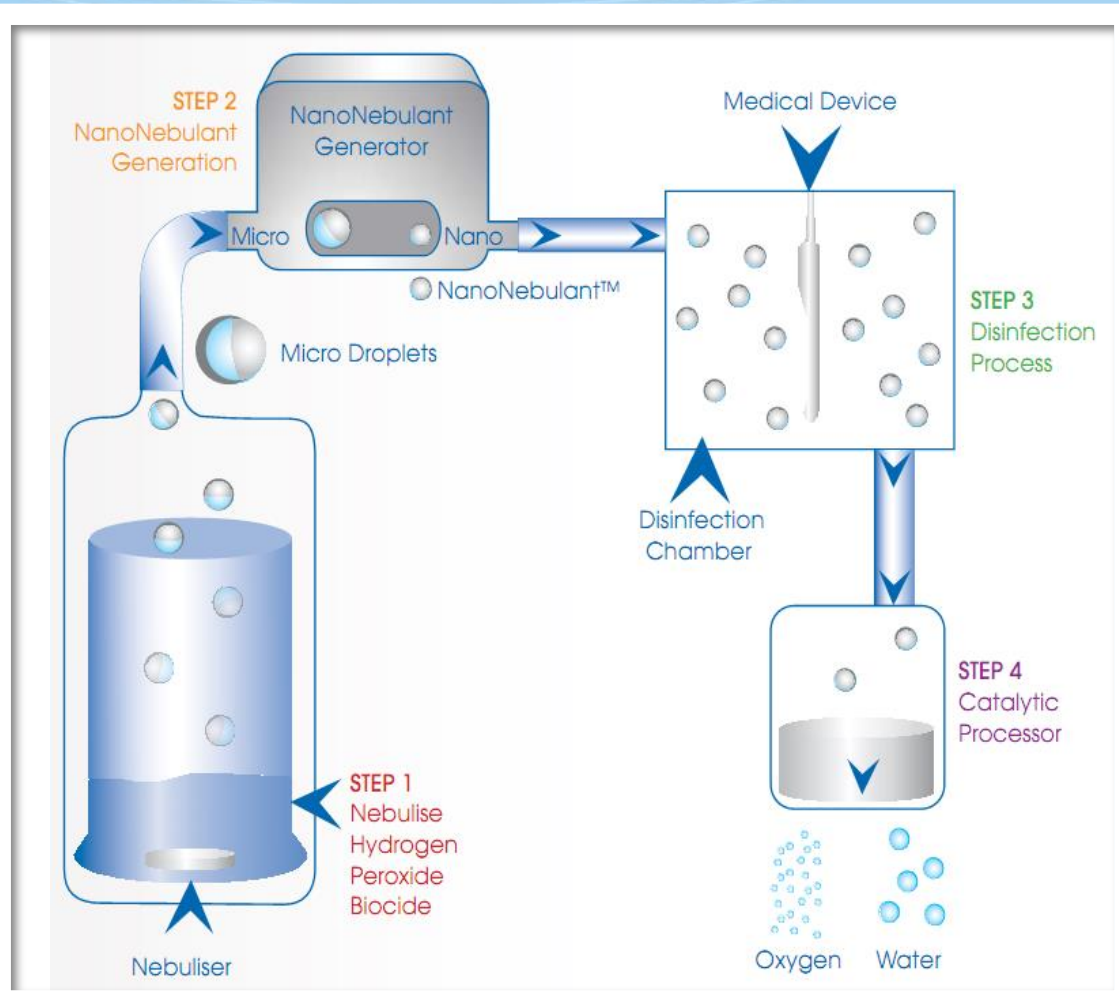 STEP 2
NanoNebulant
Generation
NanoNebulant
Generator
Micro
Nano
NanoNebulant™
Micro Droplets
Medical Device
STEP 3
Disinfection
Process
Disinfection
Chamber
STEP 4
Catalytic
Processor
STEP 1
Nebulise
Hydrogen
Peroxide
Biocide
Nebuliser
Oxygen
Water